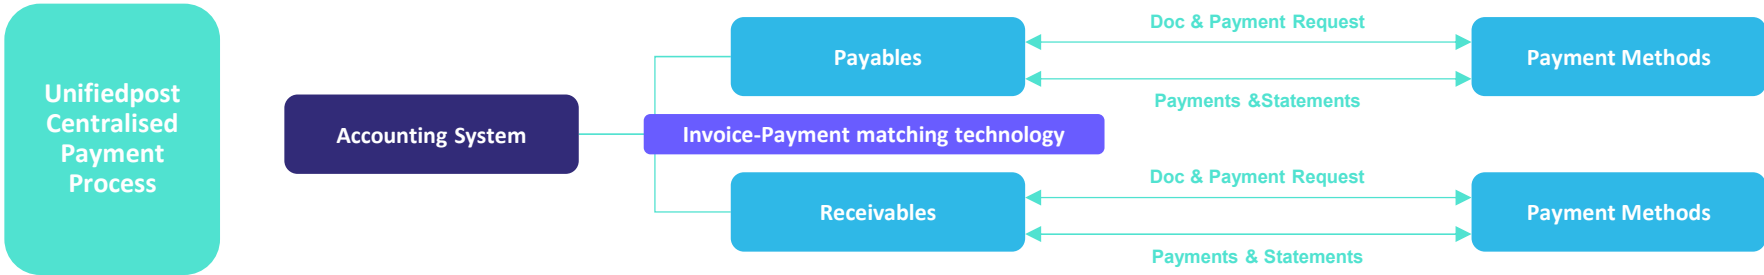 Unifiedpost
Centralised
Payment
Process
Accounting System
Payables
Invoice-Payment matching technology
Receivables
Doc & Payment Request
Payments &Statements
Payment Methods
Doc & Payment Request
Payments & Statements
Payment Methods